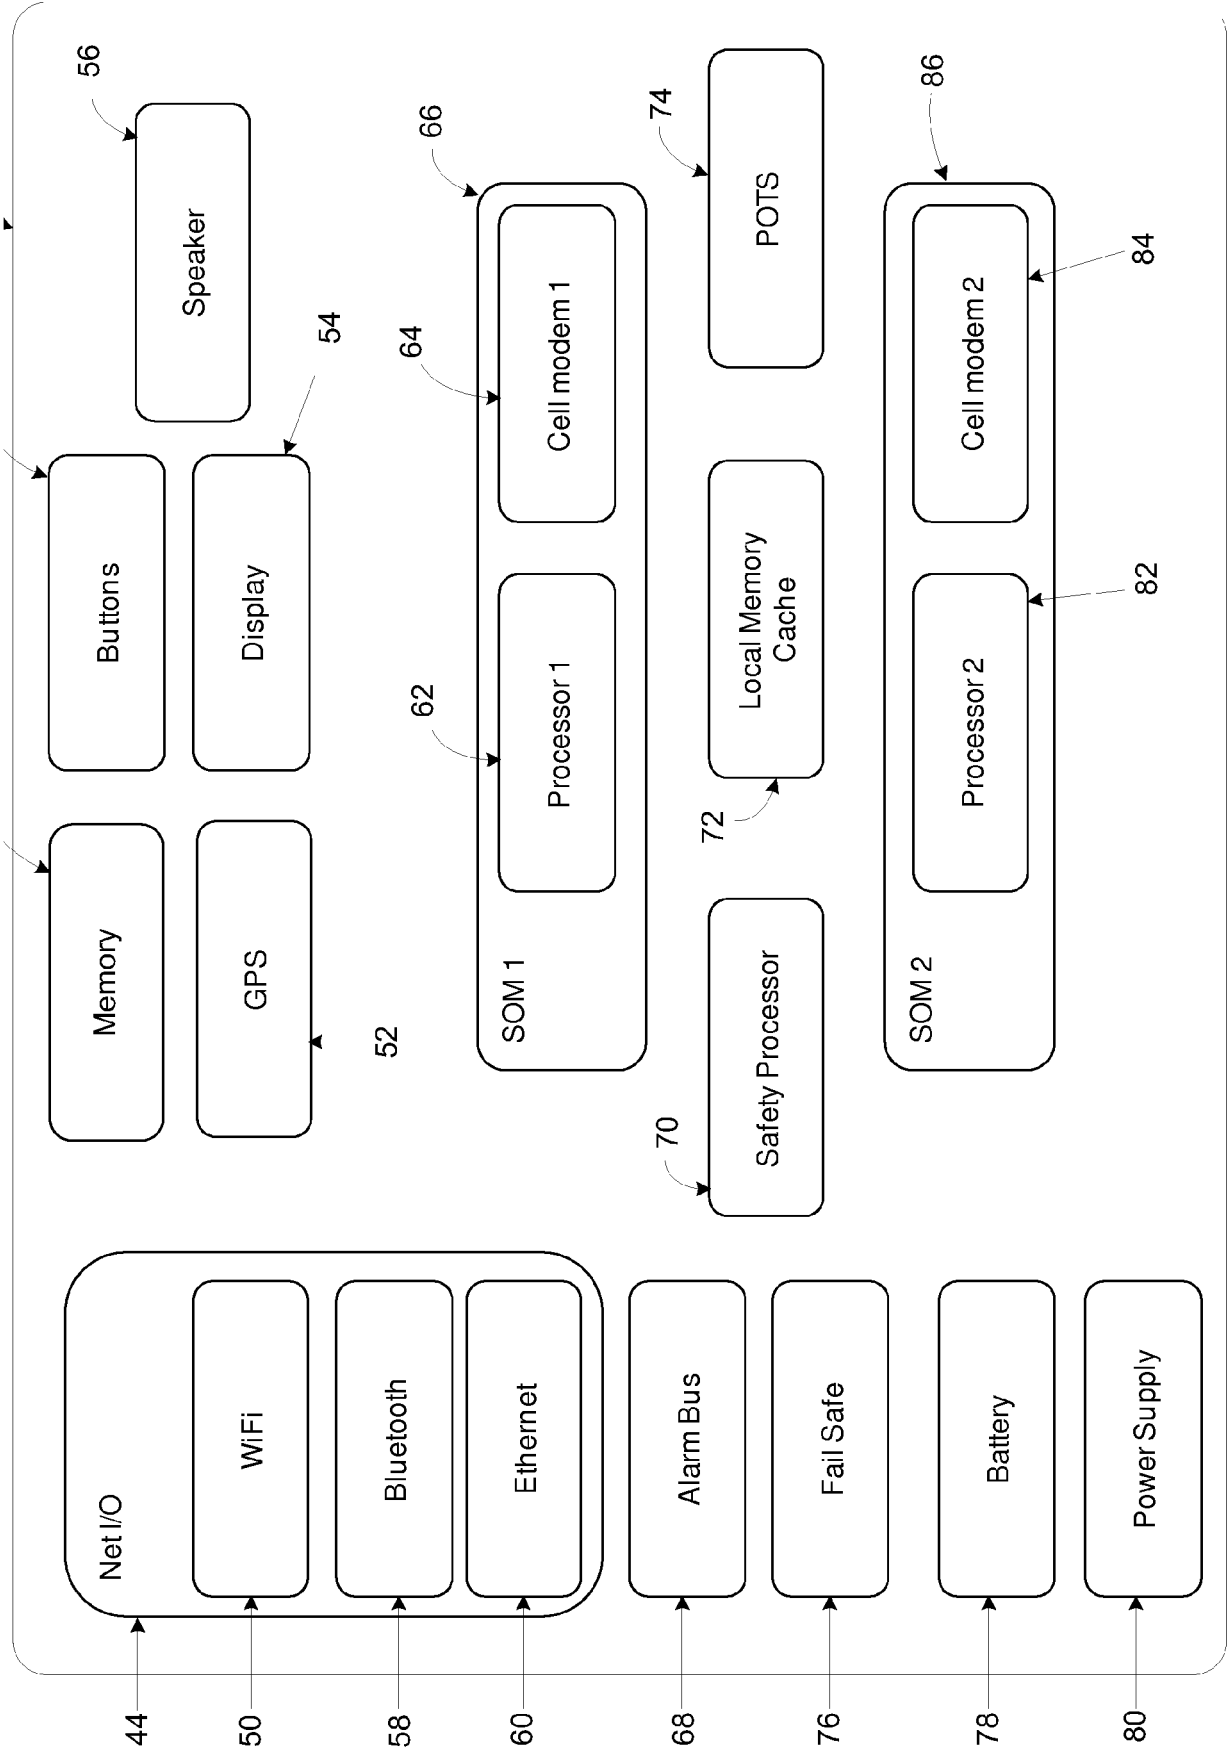 44
Net I/O
Memory
Buttons
56
50
WiFi
GPS
Display
Speaker
52
54
58
Bluetooth
60
Ethernet
SOM 1
62
Processor 1
64
Cell modem 1
66
68
Alarm Bus
70
Safety Processor
72
Local Memory
Cache
74
POTS
76
Fail Safe
78
Battery
SOM 2
Processor 2
Cell modem 2
86
80
Power Supply
82
84